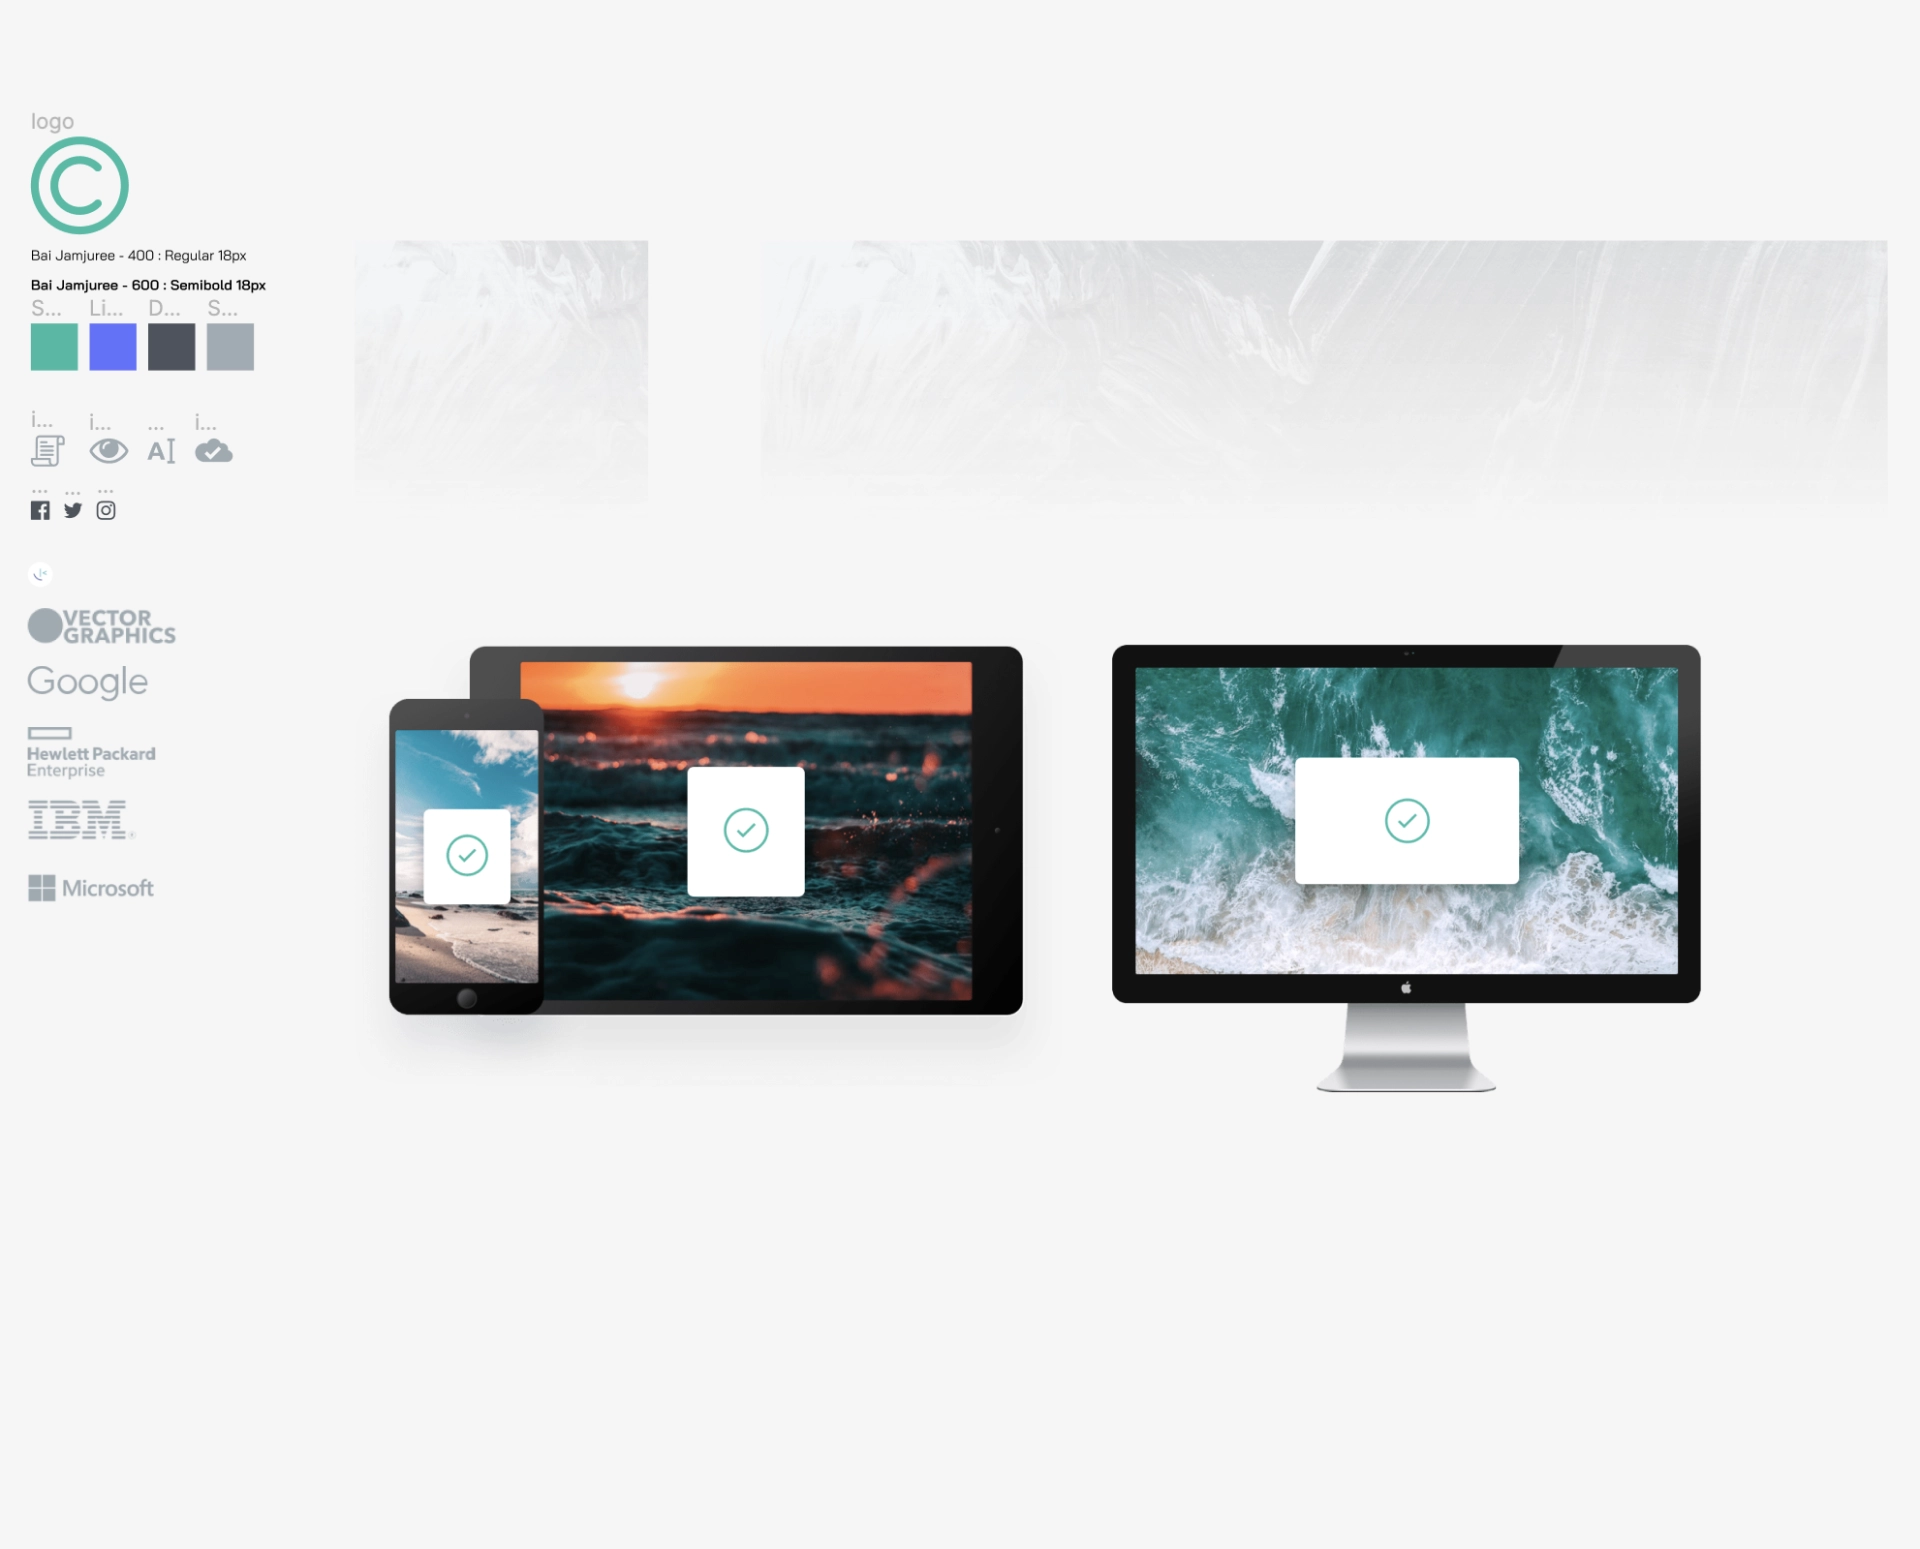 logo
Bai Jamjuree - 400 : Regular 18px
Bai Jamjuree - 600 : Semibold 18px
S... Li... D... S...
i... i... ... i...
AI
... ... ...
VECTOR
GRAPHICS
Google
Hewlett Packard
Enterprise
IBM®
Microsoft